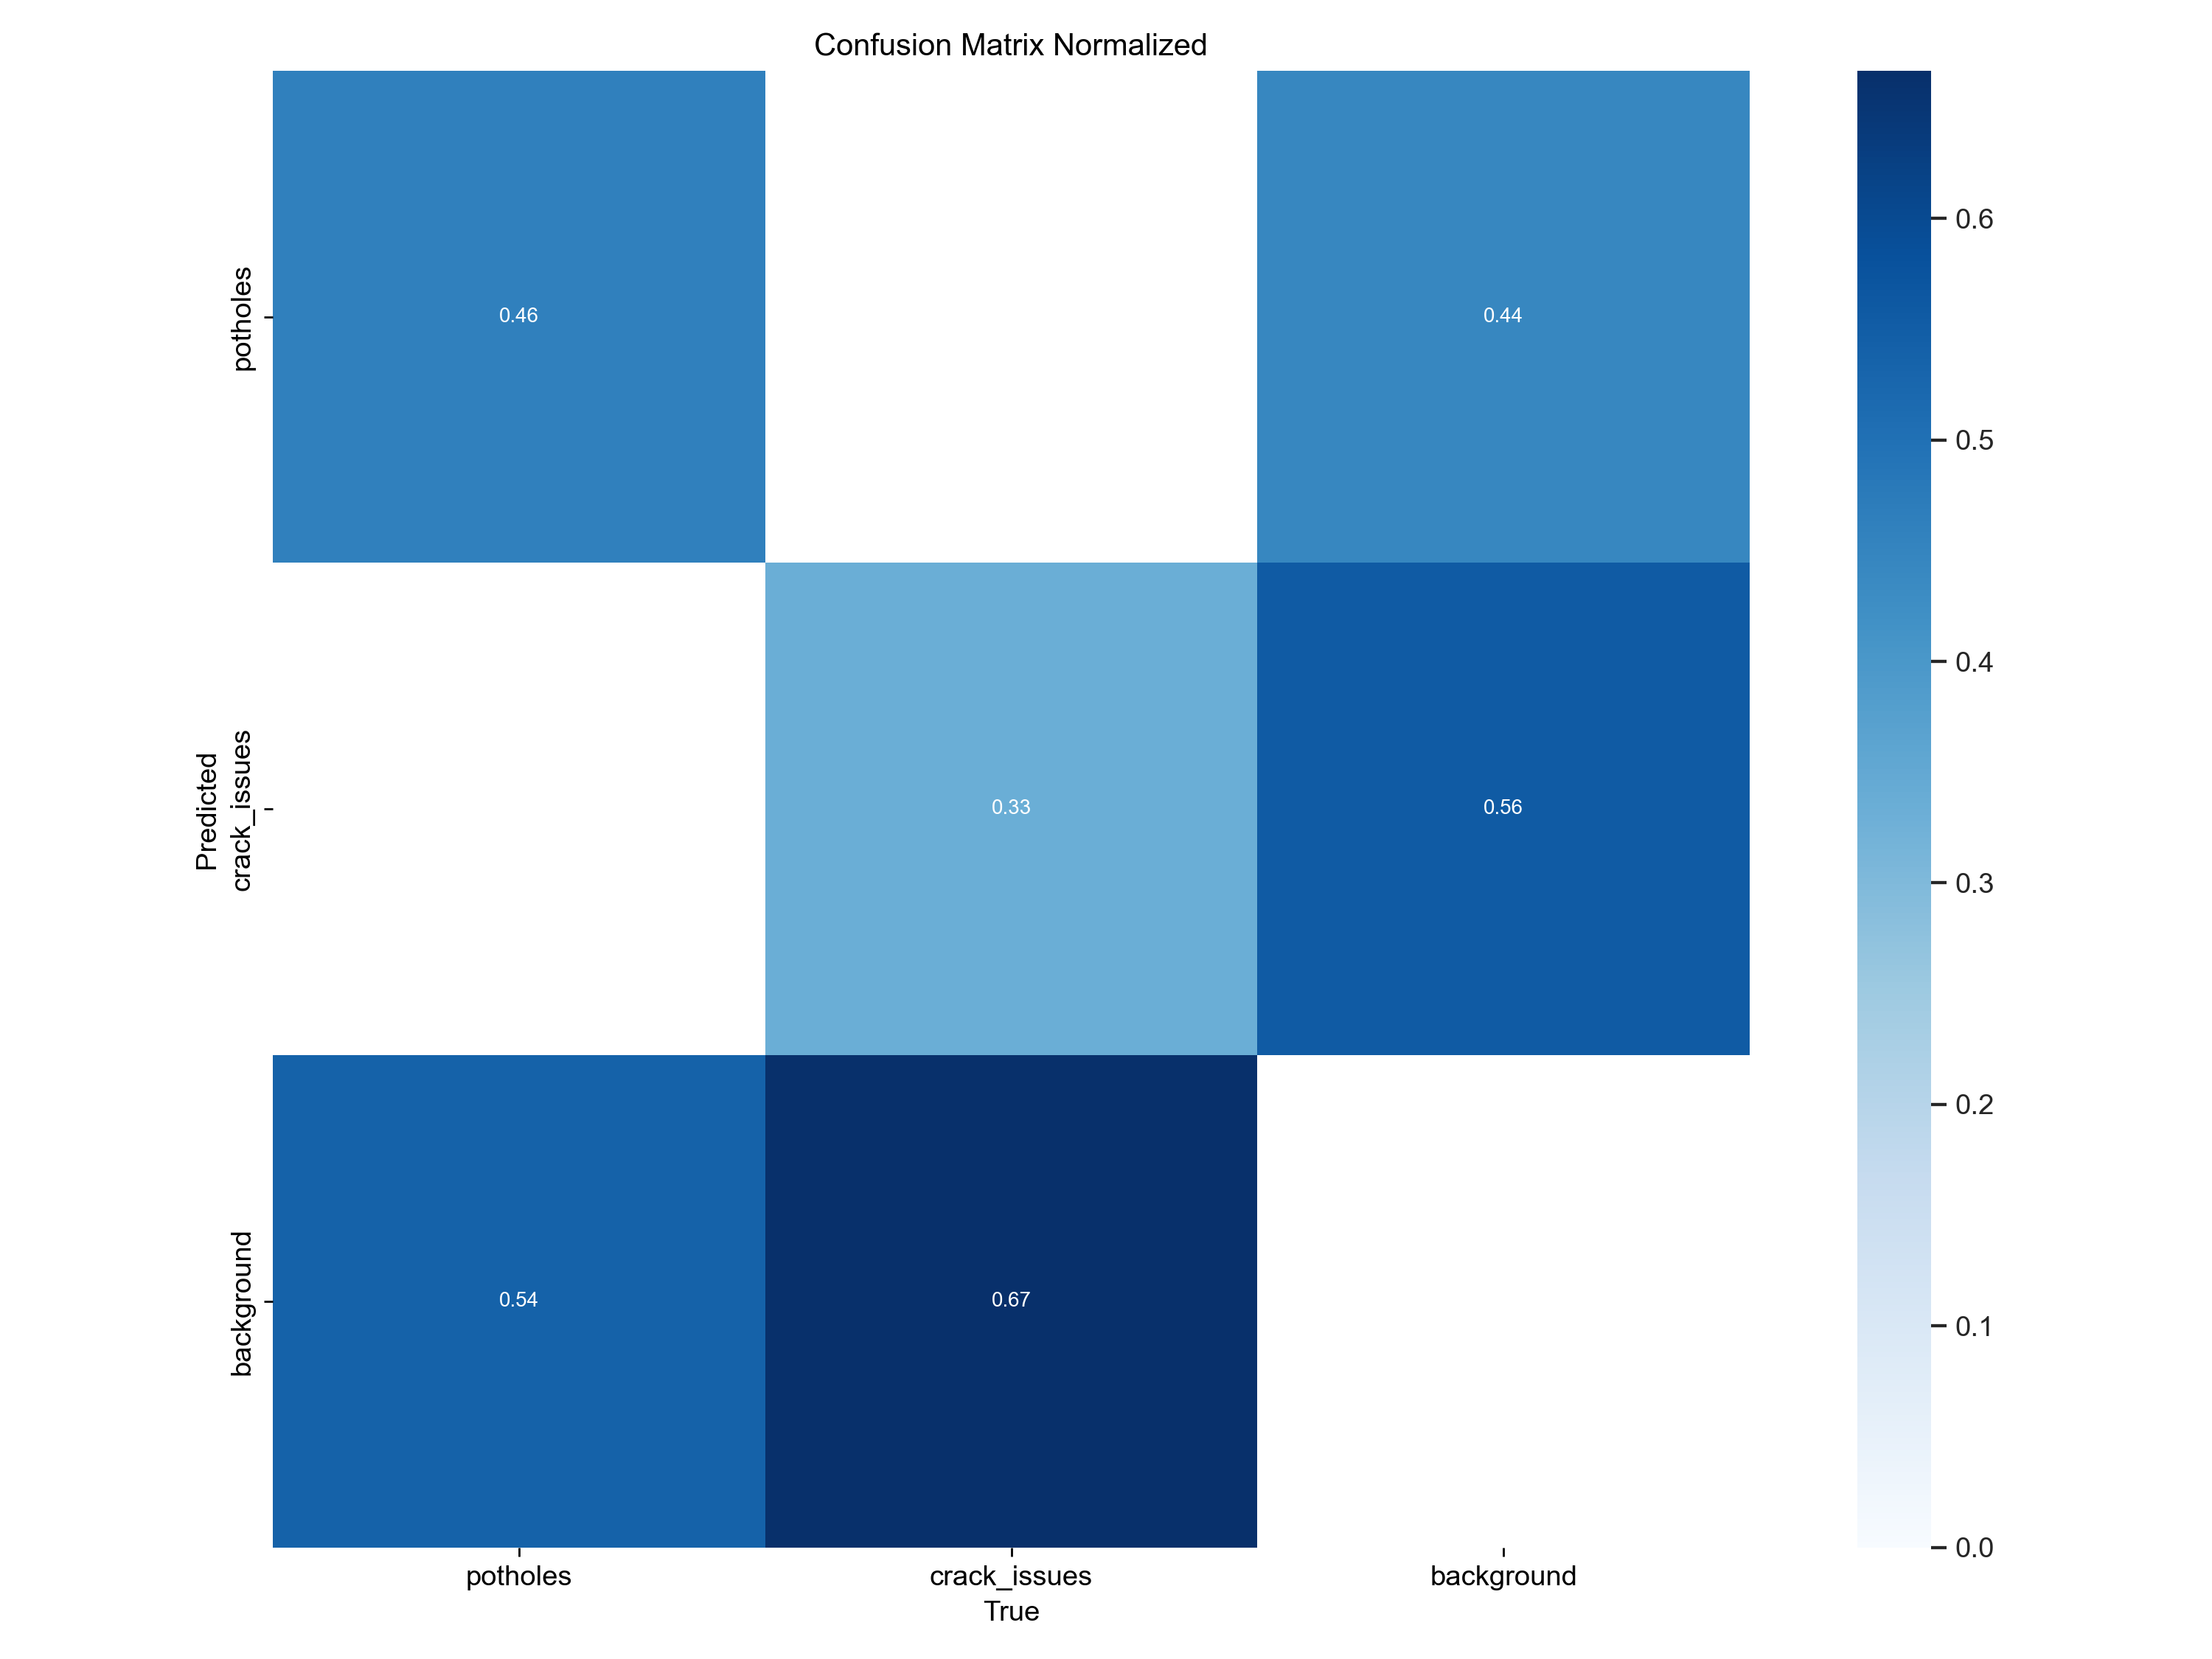 Confusion Matrix Normalized
potholes
0.46
0.44
Predicted
crack_issues
0.33
0.56
background
0.54
0.67
potholes
crack_issues
background
True
0.6
0.5
0.4
0.3
0.2
0.1
0.0